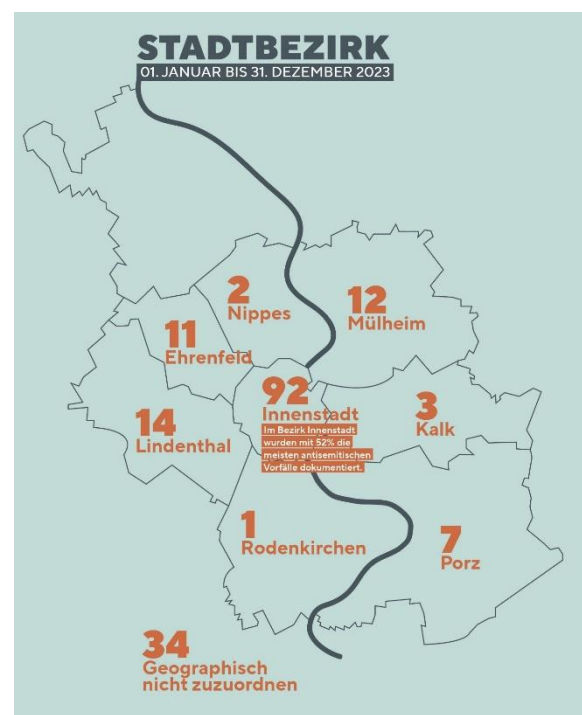 STADTBEZIRK
01. JANUAR BIS 31. DEZEMBER 2023
2
Nippes
12
Mülheim
11
Ehrenfeld
92
Innenstadt
Im Bezirk Innenstadt
wurden mit 52% die
meisten antisemitischen
Vorfälle dokumentiert.
3
Kalk
14
Lindenthal
1
Rodenkirchen
7
Porz
34
Geographisch
nicht zuzuordnen